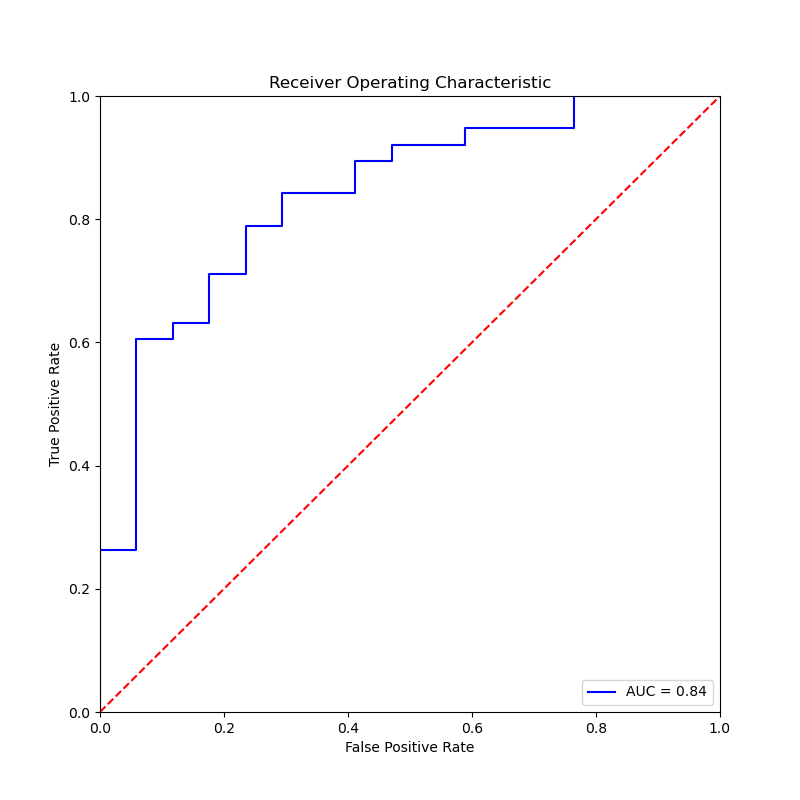 Receiver Operating Characteristic
1.0
0.8
0.6
0.4
0.2
0.0
True Positive Rate
AUC = 0.84
0.0 0.2 0.4 0.6 0.8 1.0
False Positive Rate